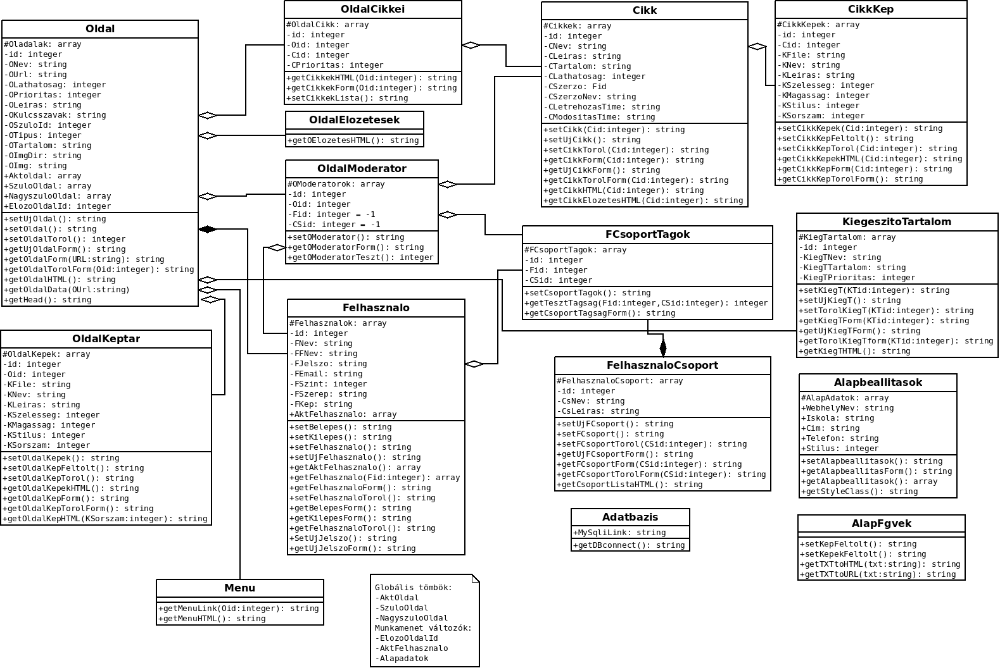 Oldal
#Oladalak: array
-id: integer
-ONev: string
-OUrl: string
-OLathatosag: integer
-OPrioritas: integer
-OLeiras: string
-OKulcsszavak: string
-OSzuloId: integer
-OTipus: integer
-OTartalom: string
-OImgDir: string
-OImg: string
+Aktoldal: array
+SzuloOldal: array
+NagyszuloOldal: array
+ElozoOldalId: integer
+setUjOldal(): string
+setOldal(): string
+setOldalTorol(): integer
+getUjOldalForm(): string
+getOldalForm(URL:string): string
+getOldalTorolForm(Oid:integer): string
+getOldalHTML(): string
+getOldalData(OUrl:string)
+getHead(): string
OldalCikkei
#OldalCikk: array
-id: integer
-Oid: integer
-Cid: integer
-CPrioritas: integer
+getCikkekHTML(Oid:integer): string
+getCikkekForm(Oid:integer): string
+setCikkekLista(): string
OldalElozetesek
+getOElozetesHTML(): string
OldalModerator
#OModeratorok: array
-id: integer
-Oid: integer
-Fid: integer = -1
-CSid: integer = -1
+setOModerator(): string
+getOModeratorForm(): string
+getOModeratorTeszt(): integer
Cikk
#Cikkek: array
-id: integer
-CNev: string
-CLeiras: string
-CTartalom: string
-CLathatosag: integer
-CSzerzo: Fid
-CSzerzoNev: string
-CLetrehozasTime: string
-CModositasTime: string
+setCikk(Cid:integer): string
+setUjCikk(): string
+setCikkTorol(Cid:integer): string
+getCikkForm(Cid:integer): string
+getUjCikkForm(): string
+getCikkTorolForm(Cid:integer): string
+getCikkHTML(Cid:integer): string
+getCikkElozetesHTML(Cid:integer): string
CikkKep
#CikkKepek: array
-id: integer
-Cid: integer
-KFile: string
-KNev: string
-KLeiras: string
-KSzelesseg: integer
-KMagassag: integer
-KStilus: integer
-KSorszam: integer
+setCikkKepek(Cid:integer): string
+setCikkKepFeltolt(): string
+setCikkKepTorol(Cid:integer): string
+getCikkKepekHTML(Cid:integer): string
+getCikkKepForm(Cid:integer): string
+getCikkKepTorolForm(): string
FCsoportTagok
#FCsoportTagok: array
-id: integer
-Fid: integer
-CSid: integer
+setCsoportTagok(): string
+getTesztTagsag(Fid:integer,CSid:integer): integer
+getCsoportTagsagForm(): string
KiegeszitoTartalom
#KiegTartalom: array
-id: integer
-KiegTNev: string
-KiegTTartalom: string
-KiegTPrioritas: integer
+setKiegT(KTid:integer): string
+setUjKiegT(): string
+setTorolKiegT(KTid:integer): string
+getKiegTForm(KTid:integer): string
+getUjKiegTForm(): string
+getTorolKiegTform(KTid:integer): string
+getKiegTHTML(): string
OldalKeptar
#OldalKepek: array
-id: integer
-Oid: integer
-KFile: string
-KNev: string
-KLeiras: string
-KSzelesseg: integer
-KMagassag: integer
-KStilus: integer
-KSorszam: integer
+setOldalKepek(): string
+setOldalKepFeltolt(): string
+setOldalKepTorol(): string
+getOldalKepekHTML(): string
+getOldalKepForm(): string
+getOldalKepTorolForm(): string
+getOldalKepHTML(KSorszam:integer): string
Felhasznalo
#Felhasznalok: array
-id: integer
-FNev: string
-FFNev: string
-FJelszo: string
-FEmail: string
-FSzint: integer
-FSzerep: string
-FKep: string
+AktFelhasznalo: array
+setBelepes(): string
+setKilepes(): string
+setFelhasznalo(): string
+setUjFelhasznalo(): string
+getAktFelhasznalo(): array
+getFelhasznalo(Fid:integer): array
+getFelhasznaloForm(): string
+setFelhasznaloTorol(): string
+getBelepesForm(): string
+getKilepesForm(): string
+getFelhasznaloTorol(): string
+SetUjJelszo(): string
+getUjJelszoForm(): string
FelhasznaloCsoport
#FelhasznaloCsoport: array
-id: integer
-CsNev: string
-CsLeiras: string
+setUjFCsoport(): string
+setFCsoport(): string
+setFCsoportTorol(CSid:integer): string
+getUjFCsoportForm(): string
+getFCsoportForm(CSid:integer): string
+getFCsoportTorolForm(CSid:integer): string
+getCsoportListaHTML(): string
Alapbeallitasok
#AlapAdatok: array
+WebhelyNev: string
+Iskola: string
+Cim: string
+Telefon: string
+Stilus: integer
+setAlapbeallitasok(): string
+getAlapbeallitasForm(): string
+getAlapbeallitasok(): array
+getStyleClass(): string
Adatbazis
+MySqliLink: string
+getDBconnect(): string
AlapFgvek
+setKepFeltolt(): string
+setKepekFeltolt(): string
+getTXTtoHTML(txt:string): string
+getTXTtoURL(txt:string): string
Menu
+getMenuLink(Oid:integer): string
+getMenuHTML(): string
Globális tömbök:
-AktOldal
-SzuloOldal
-NagyszuloOldal
Munkamenet változók:
-ElozoOldalId
-AktFelhasznalo
-Alapadatok